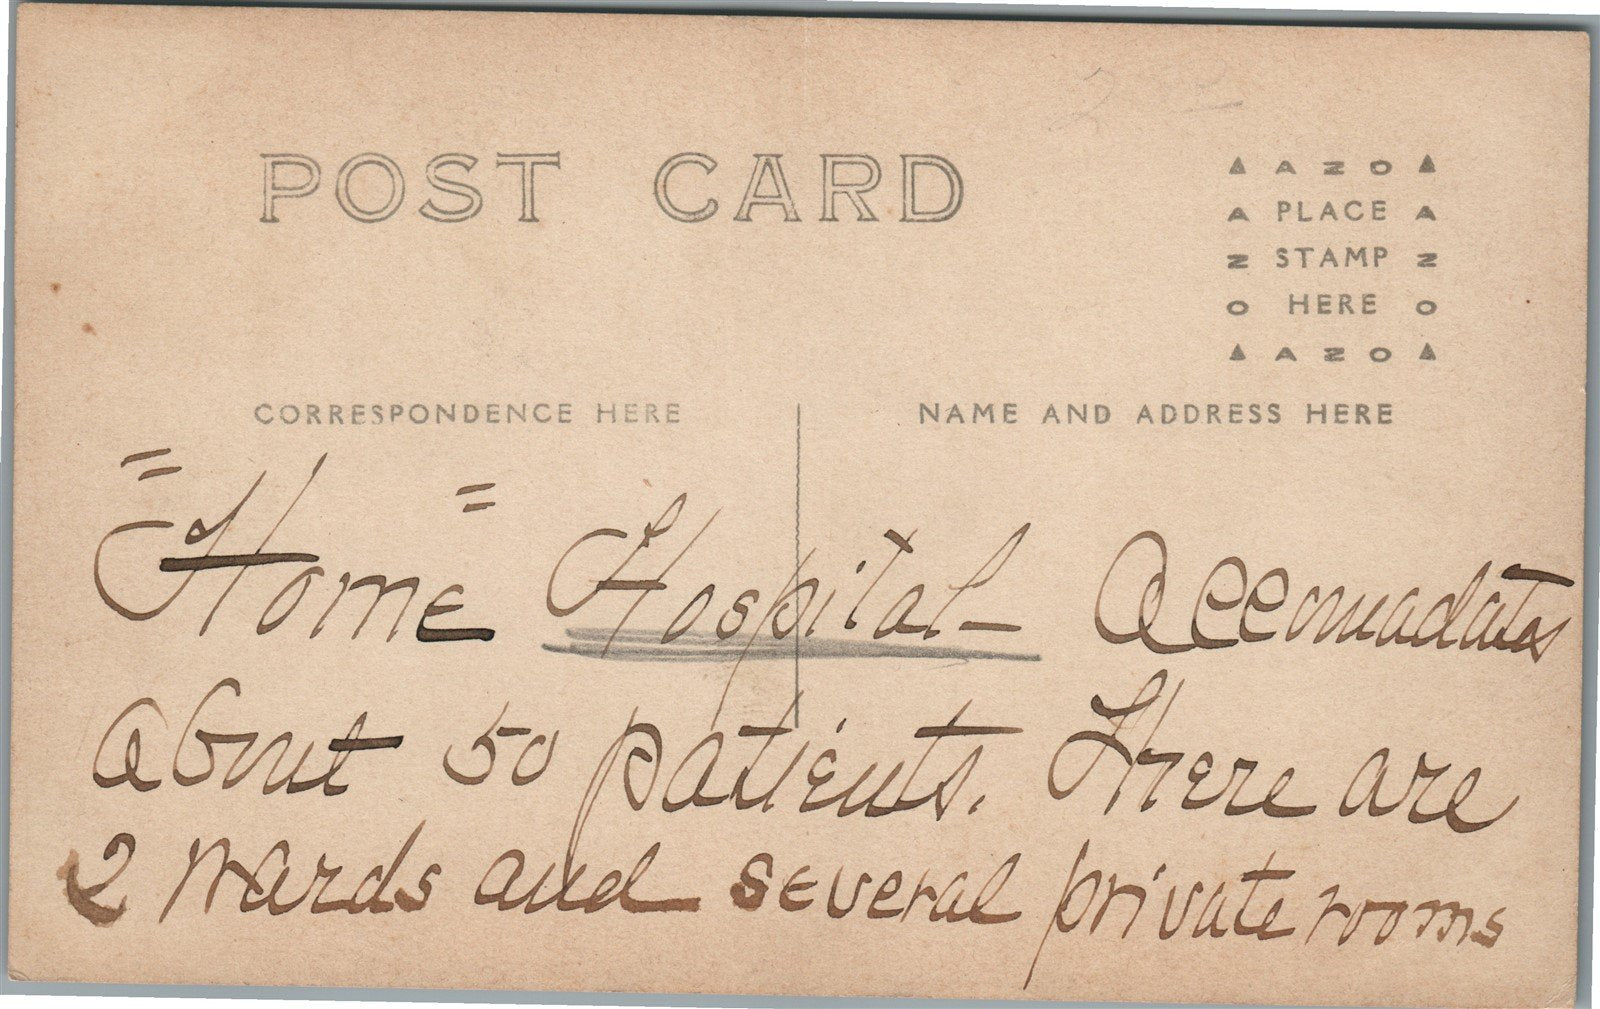 POST CARD
▲ AZO ▲
A PLACE A
Z STAMP Z
O HERE O
▲ AZO ▲
CORRESPONDENCE HERE
NAME AND ADDRESS HERE
"Home" Hospital - Accomadates
about 50 patients. There are
2 wards and several private rooms